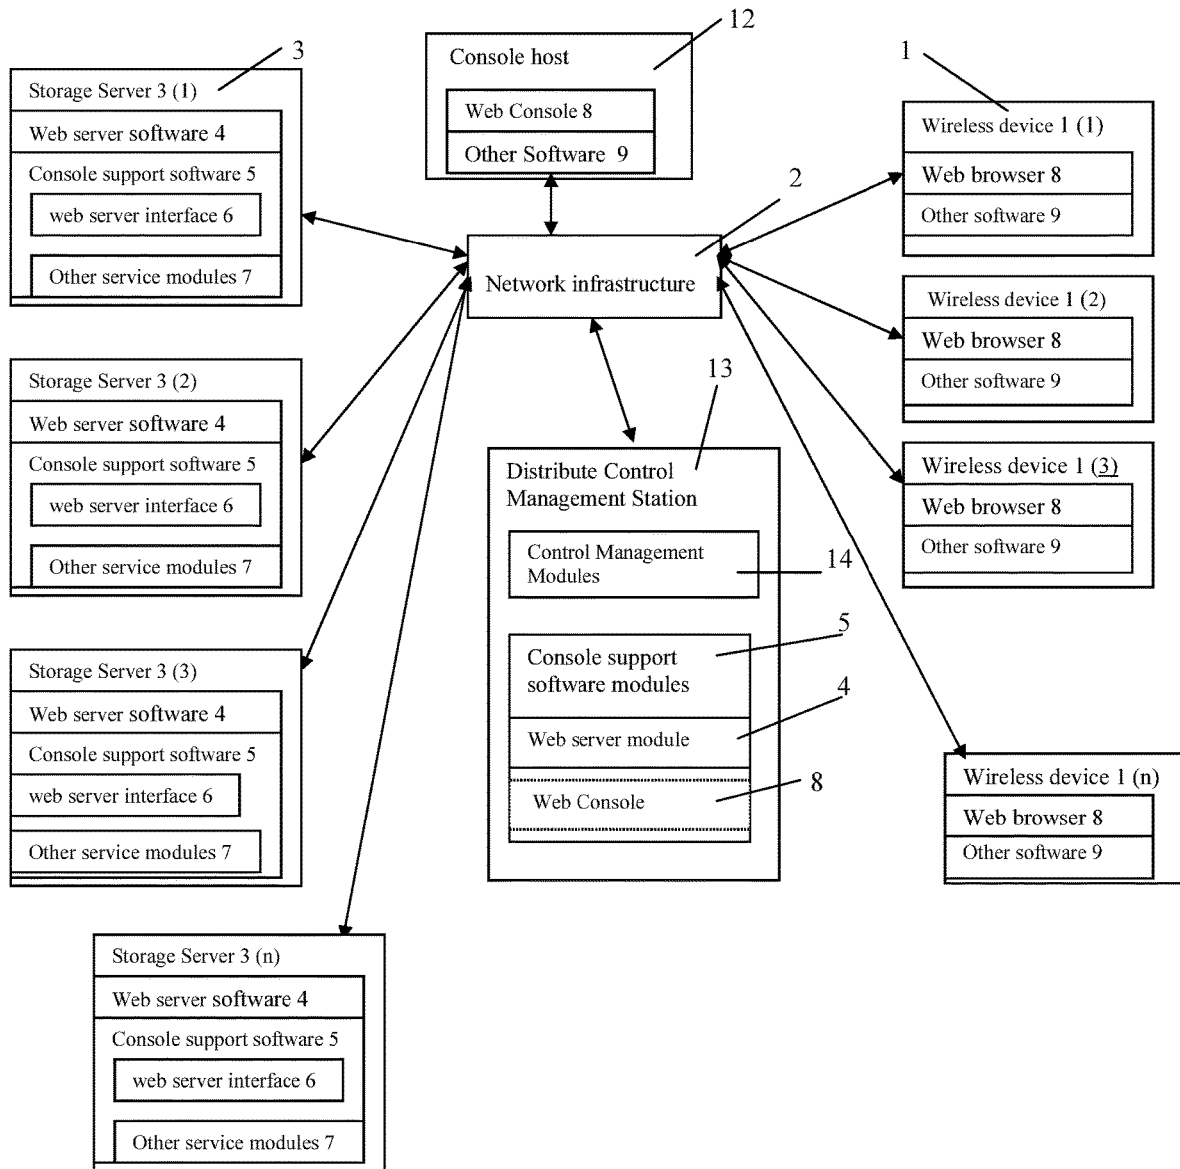 12
Console host
Web Console 8
Other Software 9
3
Storage Server 3 (1)
Web server software 4
Console support software 5
web server interface 6
Other service modules 7
Storage Server 3 (2)
Web server software 4
Console support software 5
web server interface 6
Other service modules 7
Storage Server 3 (3)
Web server software 4
Console support software 5
web server interface 6
Other service modules 7
Storage Server 3 (n)
Web server software 4
Console support software 5
web server interface 6
Other service modules 7
2
Network infrastructure
13
Distribute Control
Management Station
Control Management
Modules
14
5
Console support
software modules
4
Web server module
8
Web Console
1
Wireless device 1 (1)
Web browser 8
Other software 9
Wireless device 1 (2)
Web browser 8
Other software 9
Wireless device 1 (3)
Web browser 8
Other software 9
Wireless device 1 (n)
Web browser 8
Other software 9